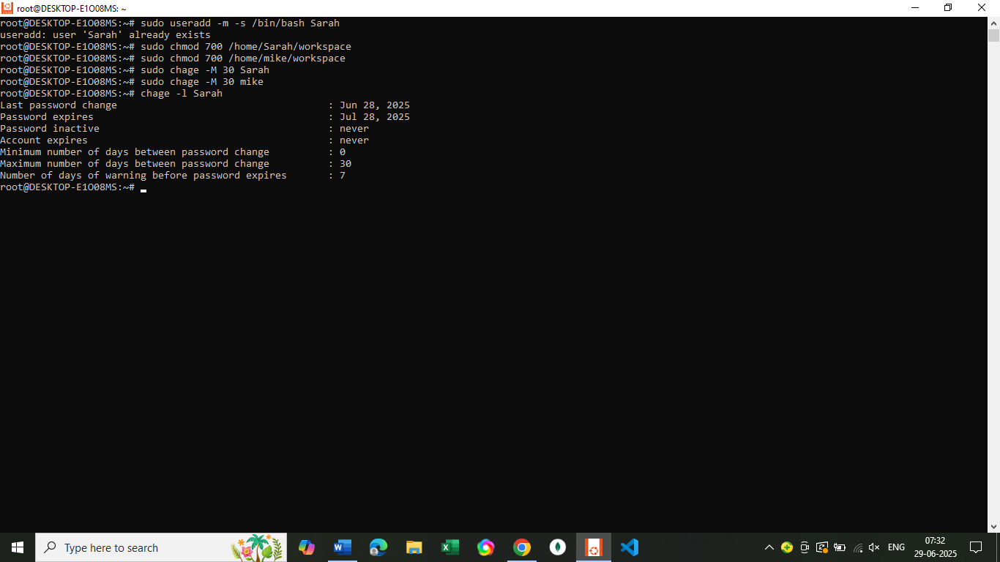 root@DESKTOP-E1O08MS: ~
root@DESKTOP-E1O08MS:~# sudo useradd -m -s /bin/bash Sarah
useradd: user 'Sarah' already exists
root@DESKTOP-E1O08MS:~# sudo chmod 700 /home/Sarah/workspace
root@DESKTOP-E1O08MS:~# sudo chmod 700 /home/mike/workspace
root@DESKTOP-E1O08MS:~# sudo chage -M 30 Sarah
root@DESKTOP-E1O08MS:~# sudo chage -M 30 mike
root@DESKTOP-E1O08MS:~# chage -l Sarah
Last password change : Jun 28, 2025
Password expires : Jul 28, 2025
Password inactive : never
Account expires : never
Minimum number of days between password change : 0
Maximum number of days between password change : 30
Number of days of warning before password expires : 7
root@DESKTOP-E1O08MS:~#
Type here to search
ENG
07:32
29-06-2025